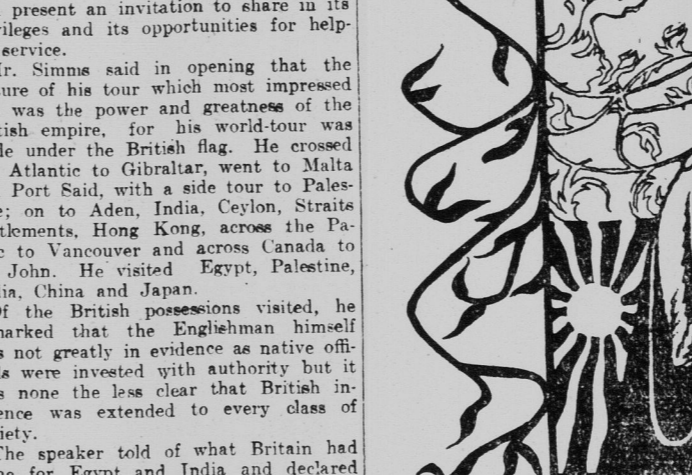 present an invitation to share in its
ileges and its opportunities for help-
service.
Ir. Simms said in opening that the
ure of his tour which most impressed
was the power and greatness of the
tish empire, for his world-tour was
le under the British flag. He crossed
Atlantic to Gibraltar, went to Malta
Port Said, with a side tour to Pales-
e; on to Aden, India, Ceylon, Straits
tlements, Hong Kong, across the Pa-
c to Vancouver and across Canada to
John. He visited Egypt, Palestine,
lia, China and Japan.
Of the British possessions visited, he
narked that the Englishman himself
s not greatly in evidence as native offi-
ls were invested with authority but it
s none the less clear that British in-
ence was extended to every class of
iety.
The speaker told of what Britain had
for Egypt and India and declared